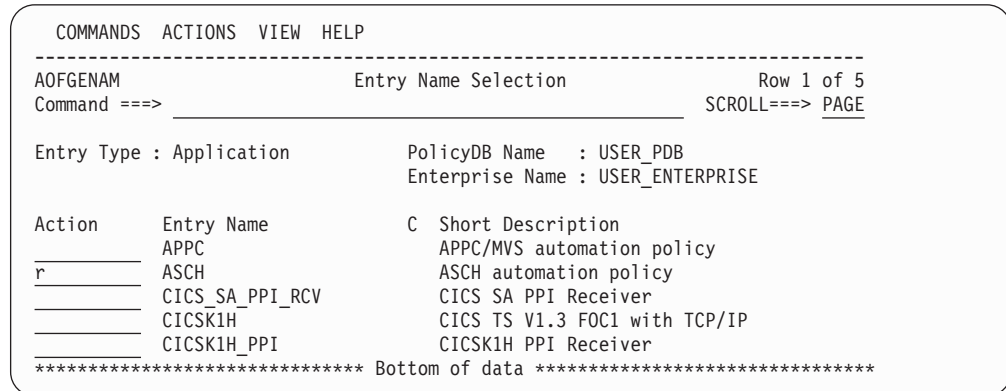 COMMANDS ACTIONS VIEW HELP
-------------------------------------------------------------------------------
AOFGENAM Entry Name Selection Row 1 of 5
Command ===> SCROLL===> PAGE
Entry Type : Application PolicyDB Name : USER_PDB
Enterprise Name : USER_ENTERPRISE
Action Entry Name C Short Description
APPC APPC/MVS automation policy
r ASCH ASCH automation policy
CICS_SA_PPI_RCV CICS SA PPI Receiver
CICSK1H CICS TS V1.3 FOC1 with TCP/IP
CICSK1H_PPI CICSK1H PPI Receiver
******************************* Bottom of data ********************************